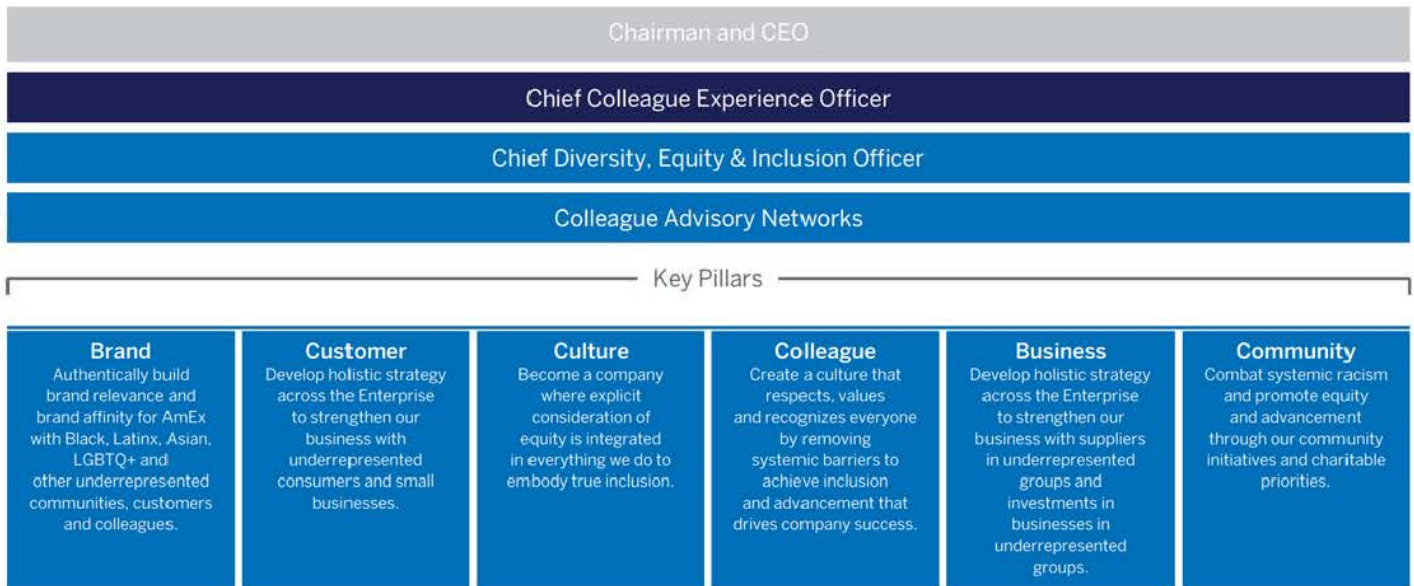 Chairman and CEO
Chief Colleague Experience Officer
Chief Diversity, Equity & Inclusion Officer
Colleague Advisory Networks
Key Pillars
Brand
Authentically build
brand relevance and
brand affinity for AmEx
with Black, Latinx, Asian,
LGBTQ+ and
other underrepresented
communities, customers
and colleagues.
Customer
Develop holistic strategy
across the Enterprise
to strengthen our
business with
underrepresented
consumers and small
businesses.
Culture
Become a company
where explicit
consideration of
equity is integrated
in everything we do to
embody true inclusion.
Colleague
Create a culture that
respects, values
and recognizes everyone
by removing
systemic barriers to
achieve inclusion
and advancement that
drives company success.
Business
Develop holistic strategy
across the Enterprise
to strengthen our
business with suppliers
in underrepresented
groups and
investments in
businesses in
underrepresented
groups.
Community
Combat systemic racism
and promote equity
and advancement
through our community
initiatives and charitable
priorities.